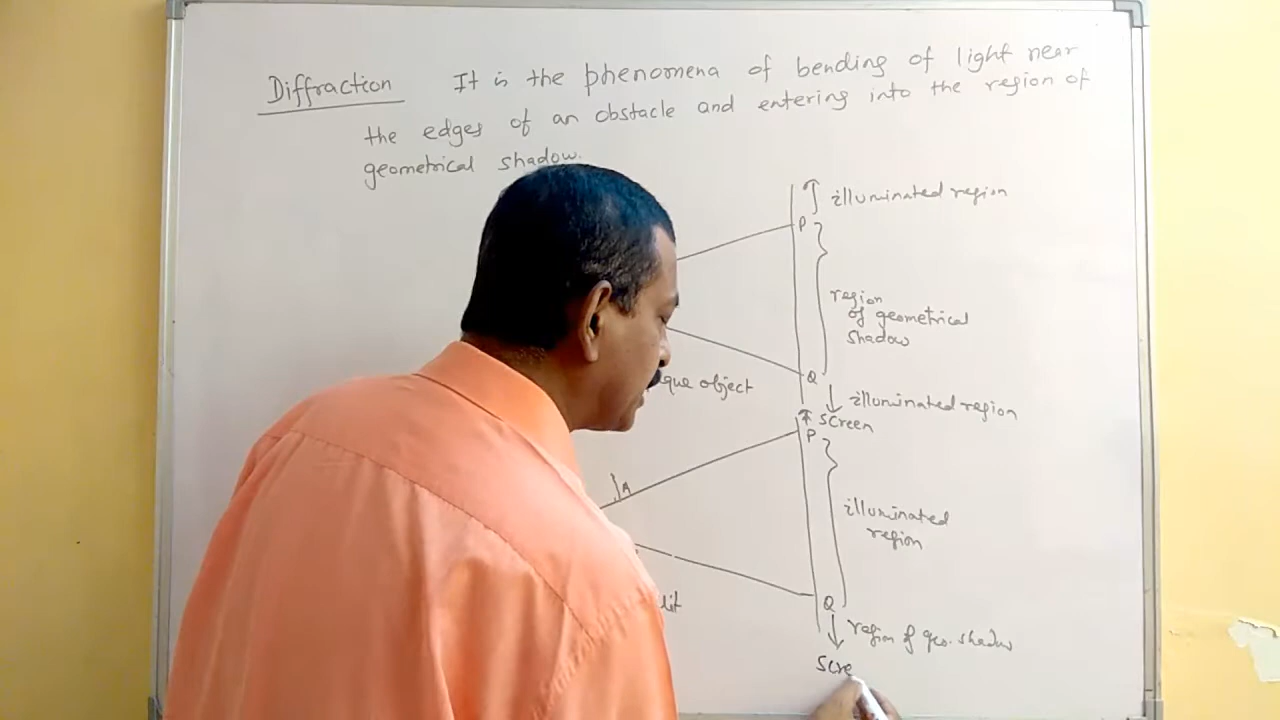 Diffraction It is the phenomena of bending of light near
the edges of an obstacle and entering into the region of
geometrical shadow.
illuminated region
P
region
of geometrical
shadow
Q
que object
illuminated region
screen
P
A
illuminated
region
Q
lit
region of geo. shadow
Scre